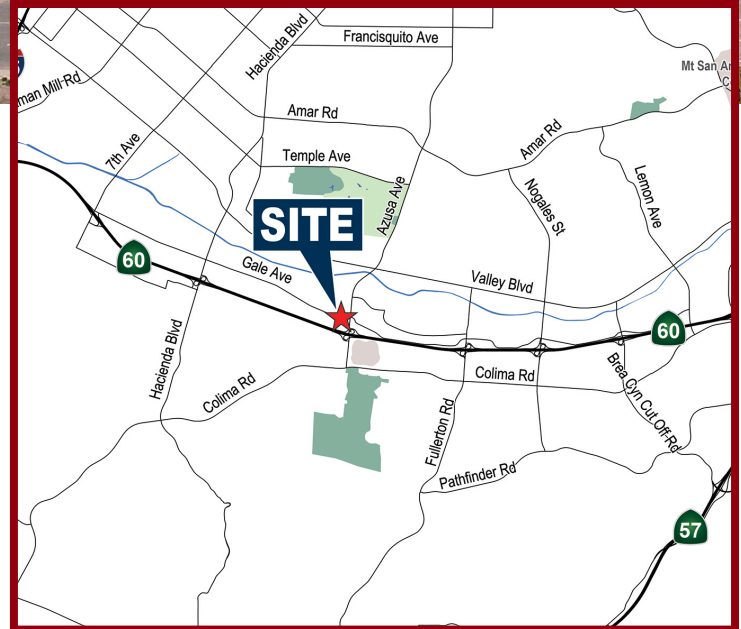 Hacienda Blvd
Francisquito Ave
Mt San
Mill Rd
Amar Rd
7th Ave
Amar Rd
Temple Ave
Lemon Ave
Nogales St
Azusa Ave
SITE
60
Gale Ave
Valley Blvd
60
Hacienda Blvd
Colima Rd
Colima Rd
Brea Cyn Cut Off Rd
Fullerton Rd
Pathfinder Rd
57